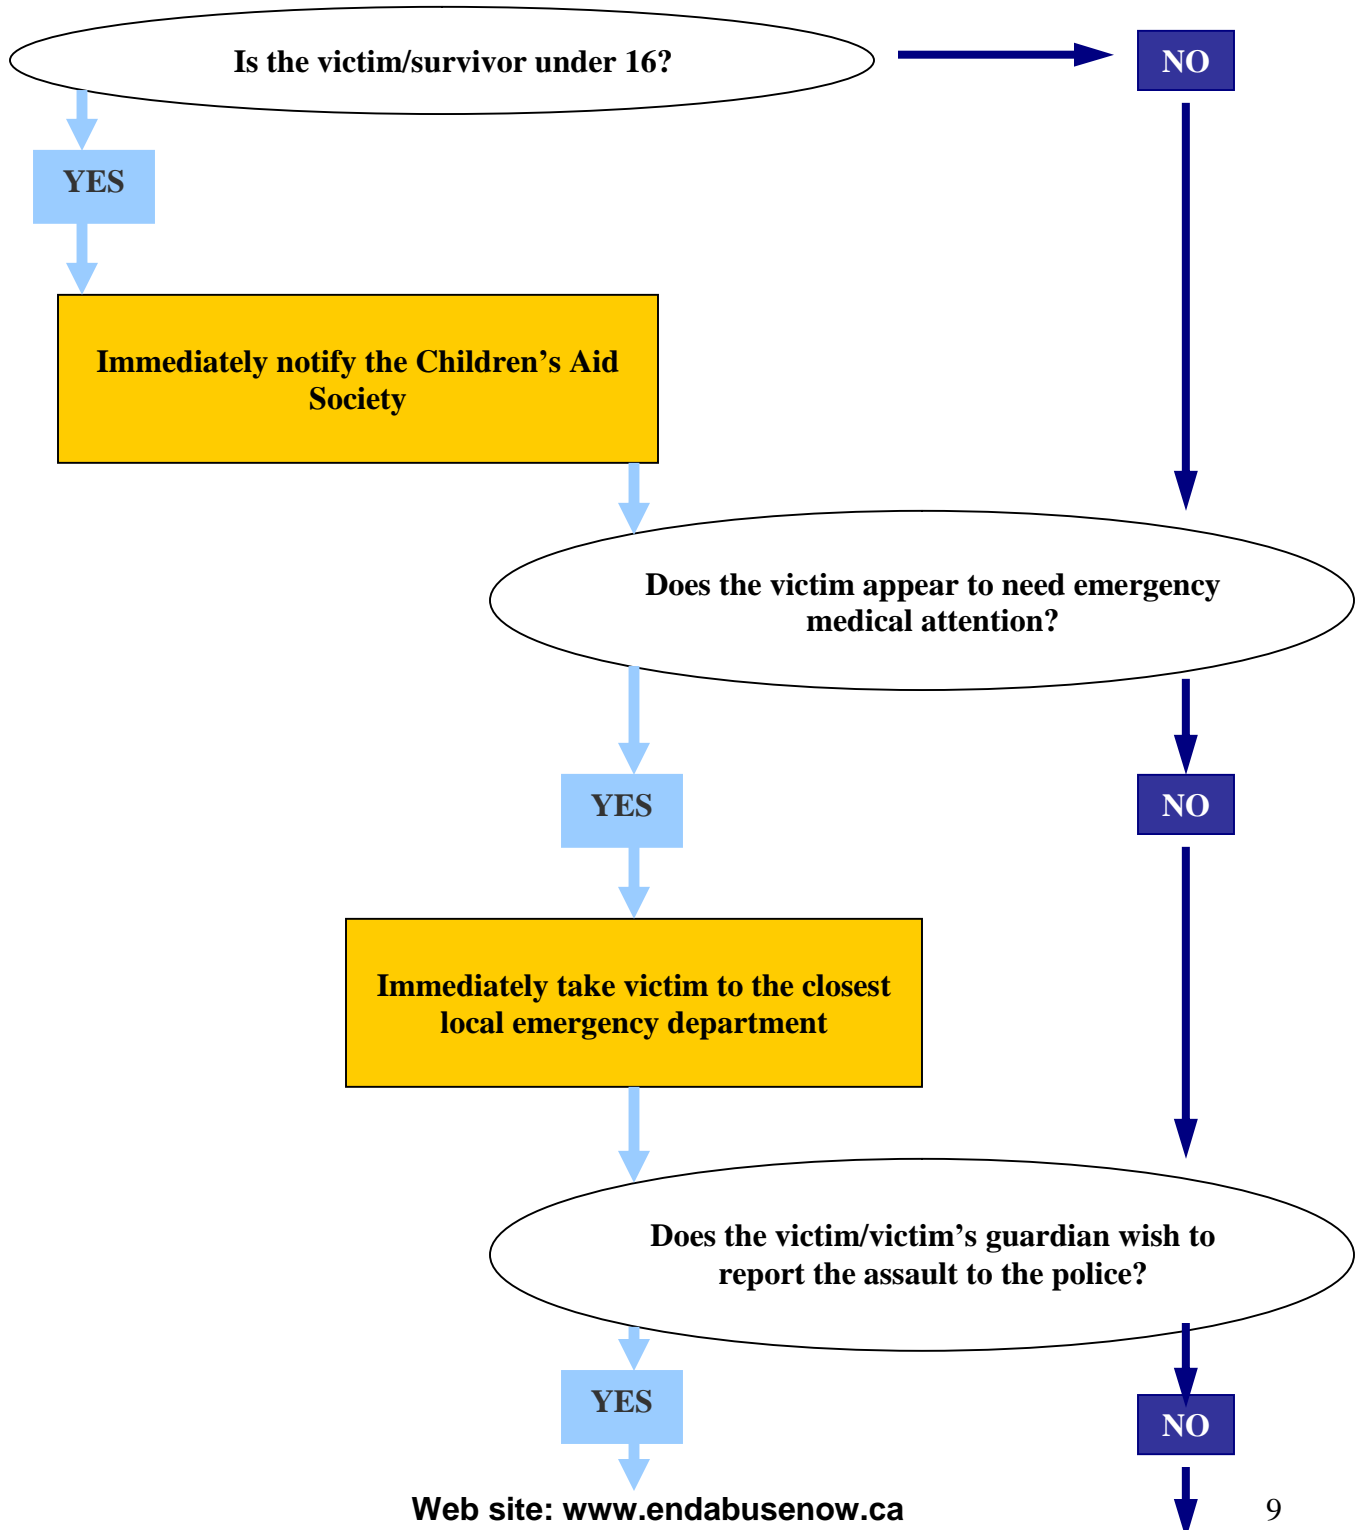 Is the victim/survivor under 16?
NO
YES
Immediately notify the Children’s Aid
Society
Does the victim appear to need emergency
medical attention?
YES
NO
Immediately take victim to the closest
local emergency department
Does the victim/victim’s guardian wish to
report the assault to the police?
YES
NO
Web site: www.endabusenow.ca
9